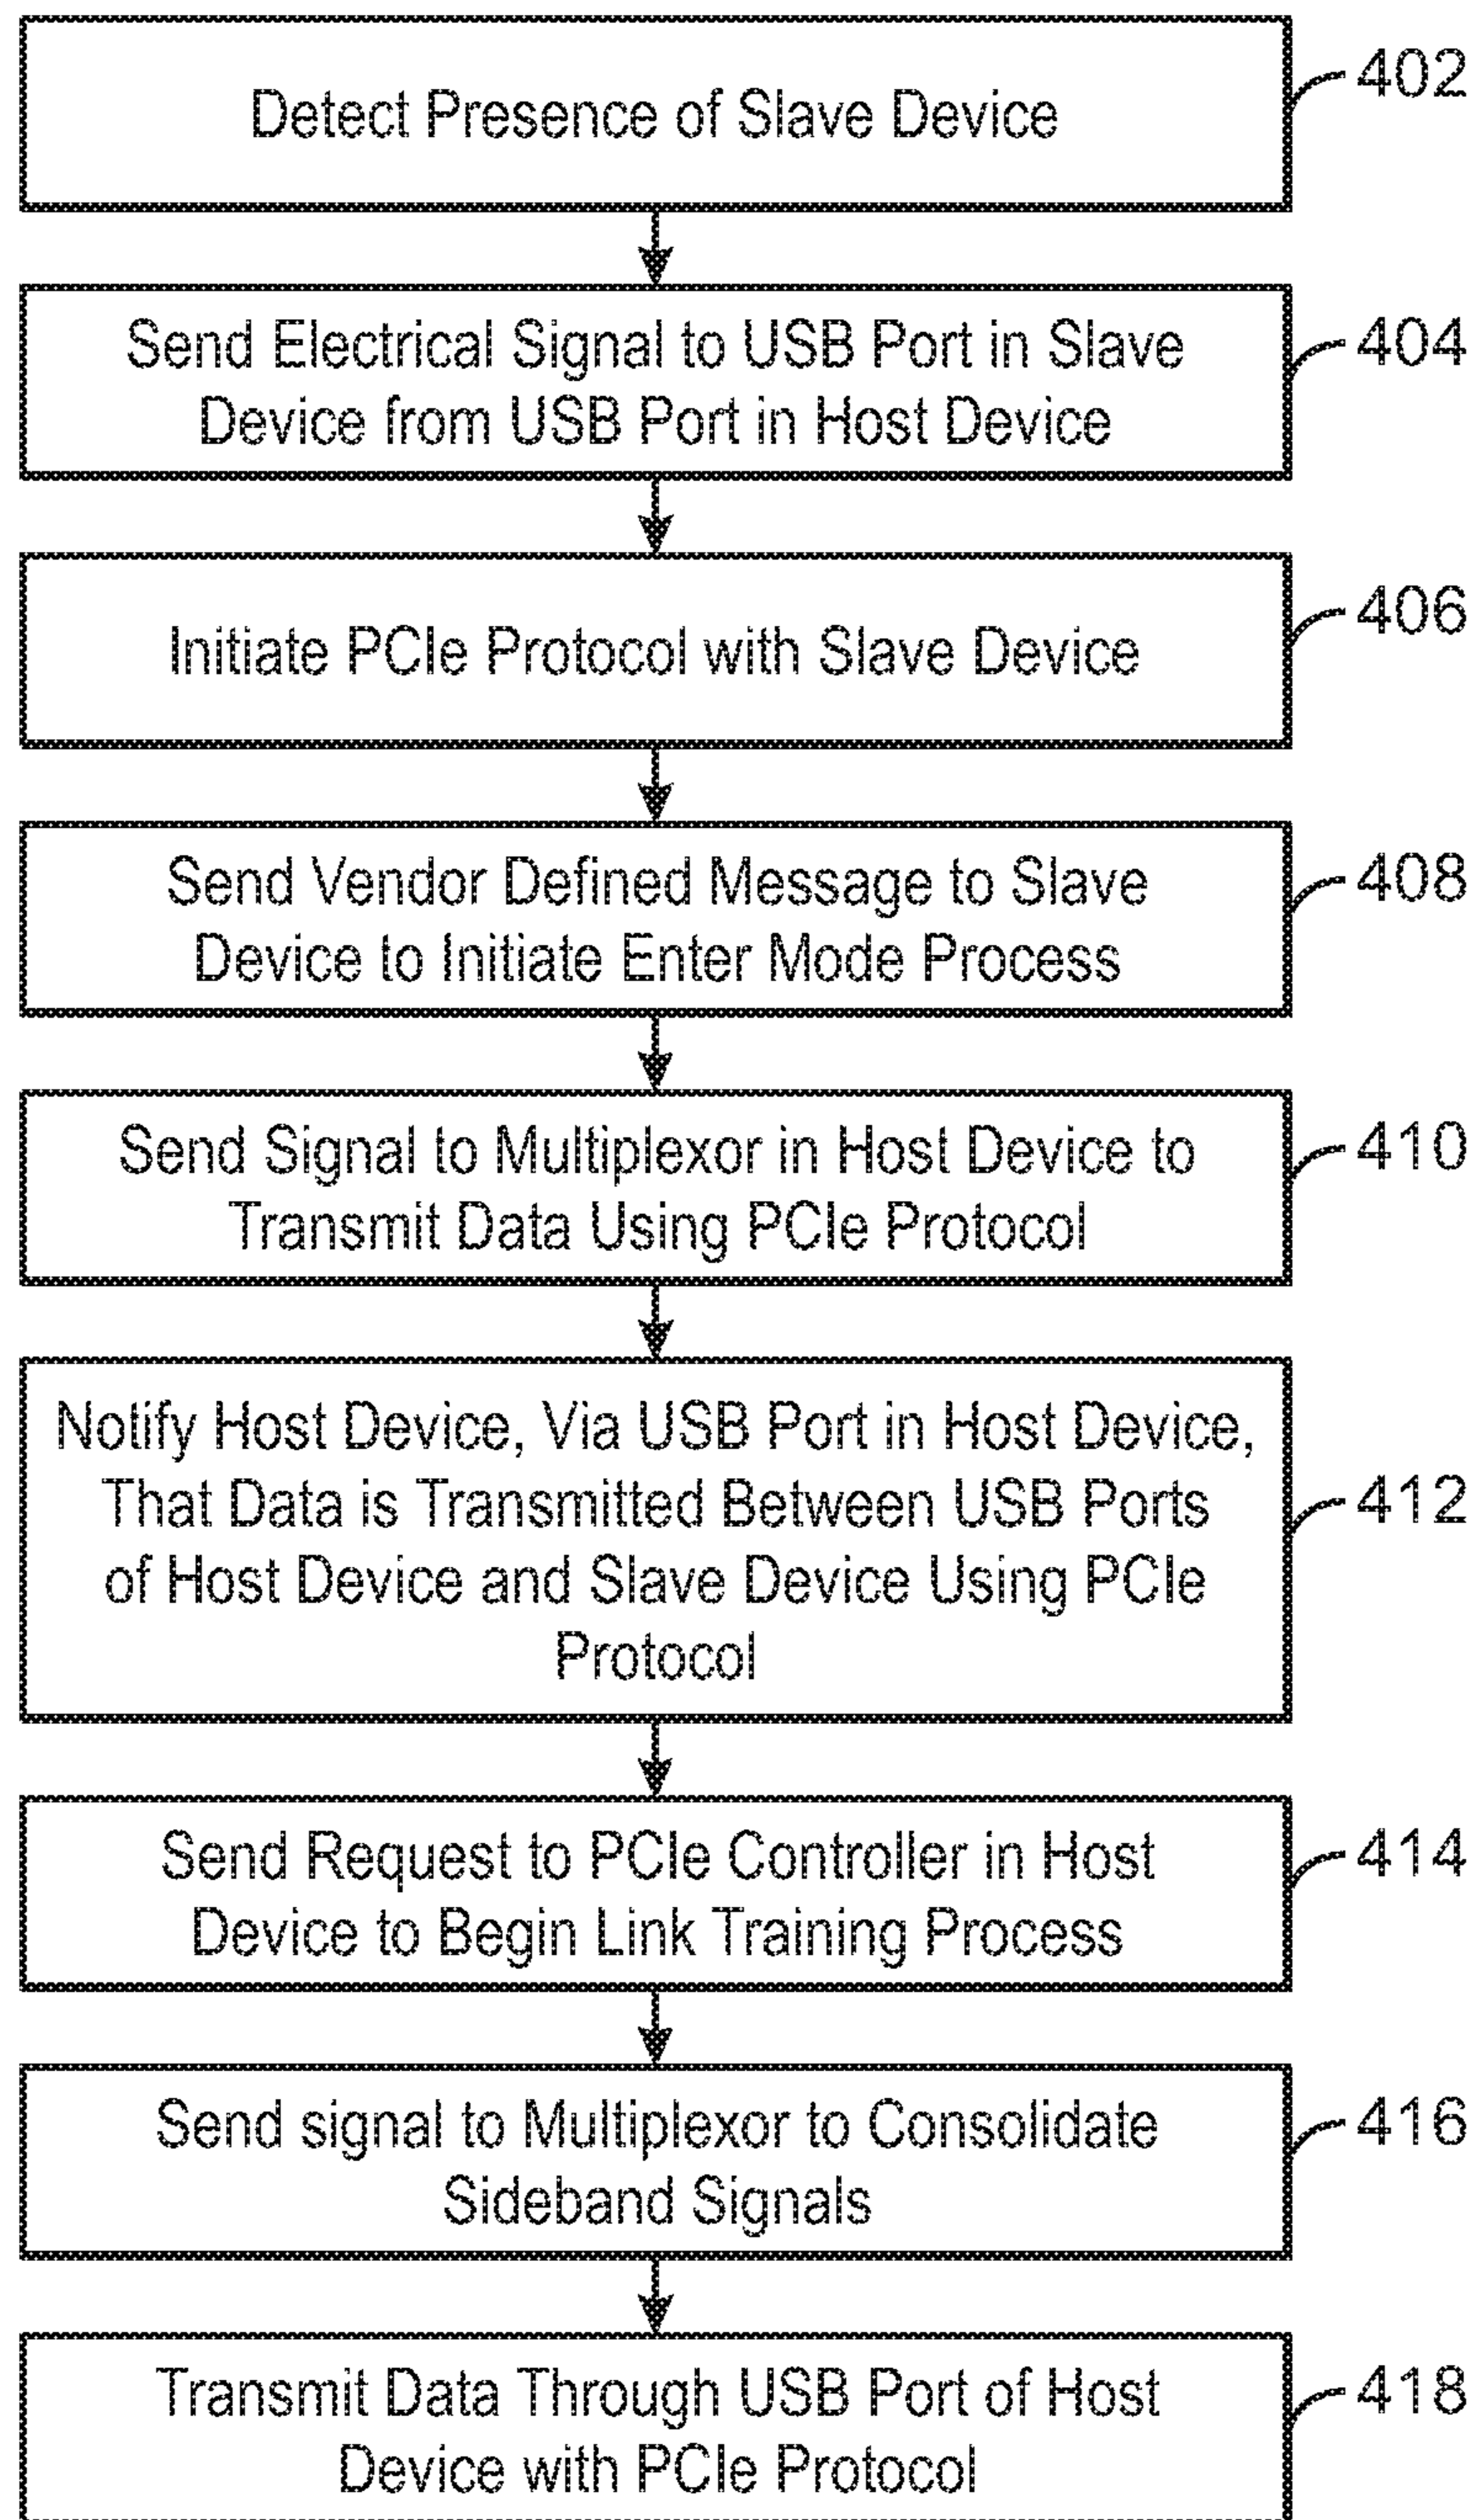 Detect Presence of Slave Device
402
Send Electrical Signal to USB Port in Slave
Device from USB Port in Host Device
404
Initiate PCIe Protocol with Slave Device
406
Send Vendor Defined Message to Slave
Device to Initiate Enter Mode Process
408
Send Signal to Multiplexor in Host Device to
Transmit Data Using PCIe Protocol
410
Notify Host Device, Via USB Port in Host Device,
That Data is Transmitted Between USB Ports
of Host Device and Slave Device Using PCIe
Protocol
412
Send Request to PCIe Controller in Host
Device to Begin Link Training Process
414
Send signal to Multiplexor to Consolidate
Sideband Signals
416
Transmit Data Through USB Port of Host
Device with PCIe Protocol
418